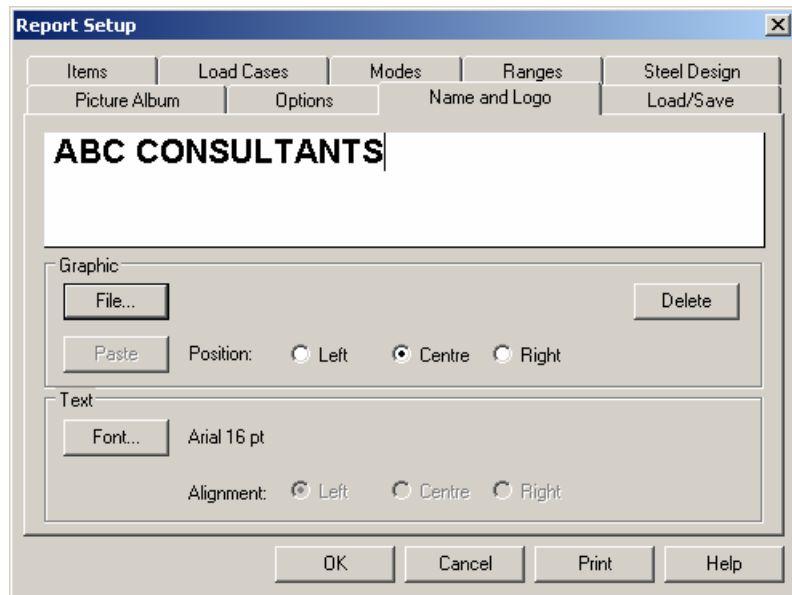 Report Setup
Items Load Cases Modes Ranges Steel Design
Picture Album Options Name and Logo Load/Save
ABC CONSULTANTS
Graphic
File... Delete
Paste Position: Left Centre Right
Text
Font... Arial 16 pt
Alignment: Left Centre Right
OK Cancel Print Help